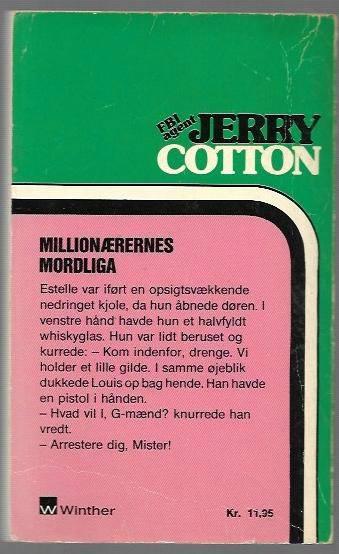 FBI
agent JERRY
COTTON
MILLIONÆRERNES
MORDLIGA
Estelle var iført en opsigtsvækkende
nedringet kjole, da hun åbnede døren. I
venstre hånd havde hun et halvfyldt
whiskyglas. Hun var lidt beruset og
kurrede: – Kom indenfor, drenge. Vi
holder et lille gilde. I samme øjeblik
dukkede Louis op bag hende. Han havde
en pistol i hånden.
– Hvad vil I, G-mænd? knurrede han
vredt.
– Arrestere dig, Mister!
W Winther
Kr. 11,95